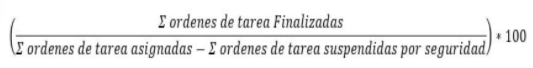 (Σ ordenes de tarea Finalizadas
Σ ordenes de tarea asignadas − Σ ordenes de tarea suspendidas por seguridad) * 100